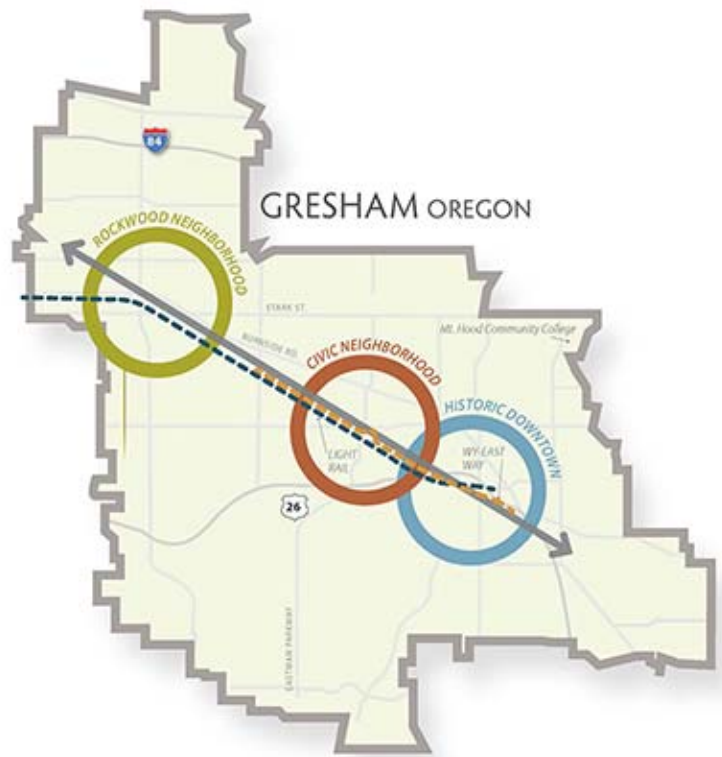 84
GRESHAM OREGON
ROCKWOOD NEIGHBORHOOD
STARK ST.
BURNSIDE RD.
Mt. Hood Community College
CIVIC NEIGHBORHOOD
HISTORIC DOWNTOWN
LIGHT
RAIL
WY-EAST
WAY
26
EASTMAN PARKWAY